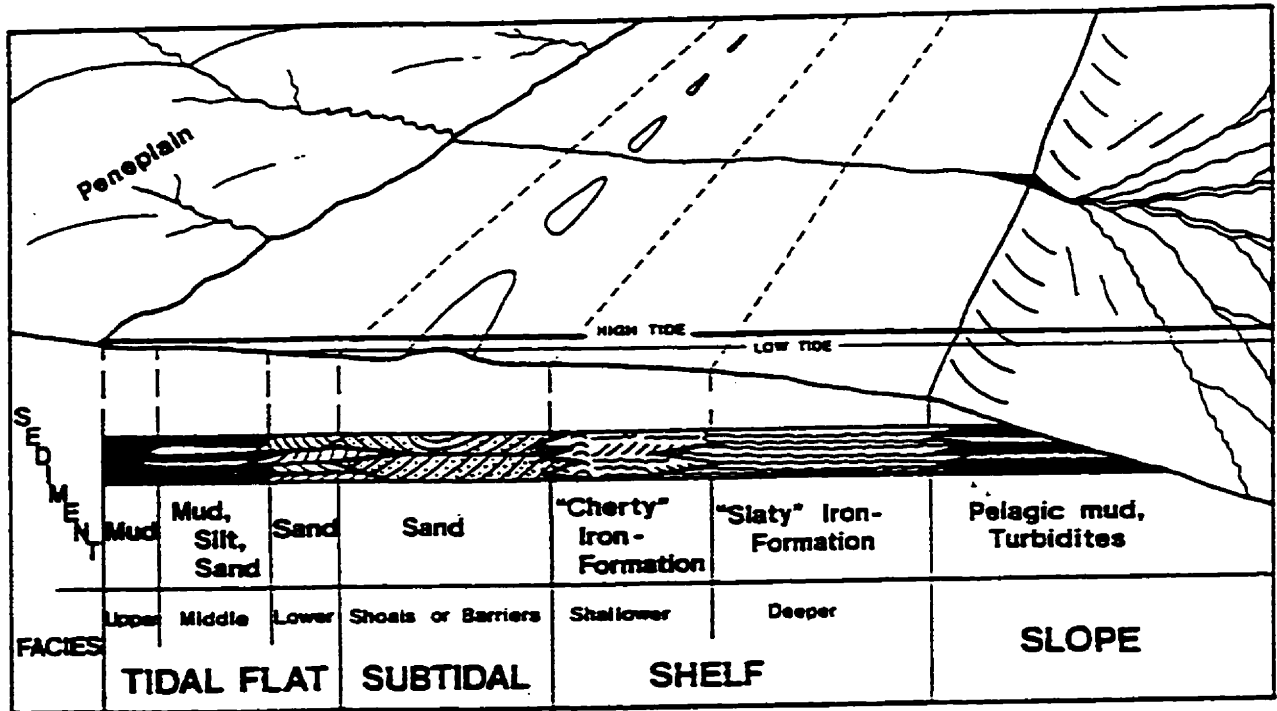 Peneplain
HIGH TIDE
LOW TIDE
SEDIMENT
Mud
Mud,
Silt,
Sand
Sand
Sand
"Cherty"
Iron-
Formation
"Slaty" Iron-
Formation
Pelagic mud,
Turbidites
FACIES
Upper
Middle
Lower
Shoals or Barriers
Shallower
Deeper
TIDAL FLAT
SUBTIDAL
SHELF
SLOPE